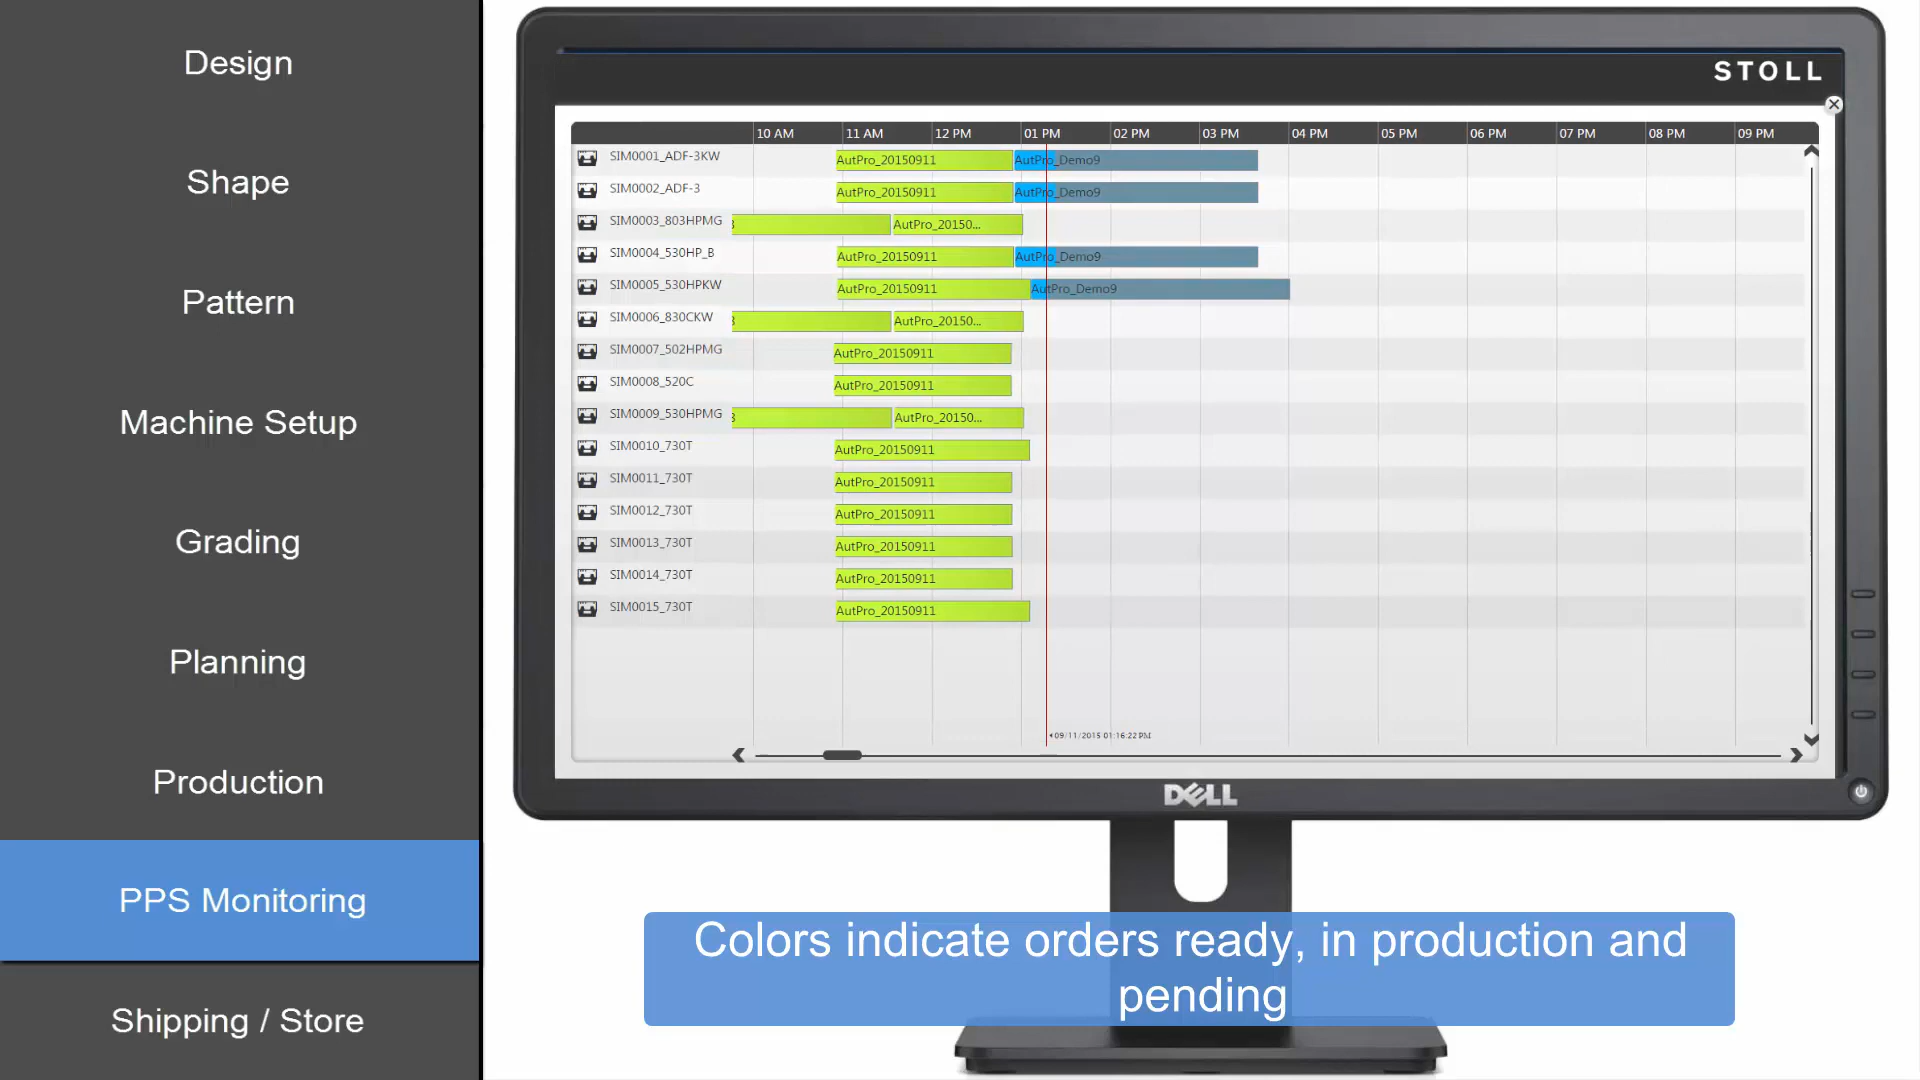 Design
Shape
Pattern
Machine Setup
Grading
Planning
Production
PPS Monitoring
Shipping / Store
STOLL
10 AM 11 AM 12 PM 01 PM 02 PM 03 PM 04 PM 05 PM 06 PM 07 PM 08 PM 09 PM
SIM0001_ADF-3KW AutPro_20150911 AutPro_Demo9
SIM0002_ADF-3 AutPro_20150911 AutPro_Demo9
SIM0003_803HPMG AutPro_20150...
SIM0004_530HP_B AutPro_20150911 AutPro_Demo9
SIM0005_530HPKW AutPro_20150911 AutPro_Demo9
SIM0006_830CKW AutPro_20150...
SIM0007_502HPMG AutPro_20150911
SIM0008_520C AutPro_20150911
SIM0009_530HPMG AutPro_20150...
SIM0010_730T AutPro_20150911
SIM0011_730T AutPro_20150911
SIM0012_730T AutPro_20150911
SIM0013_730T AutPro_20150911
SIM0014_730T AutPro_20150911
SIM0015_730T AutPro_20150911
09/11/2015 01:16:22 PM
DELL
Colors indicate orders ready, in production and
pending